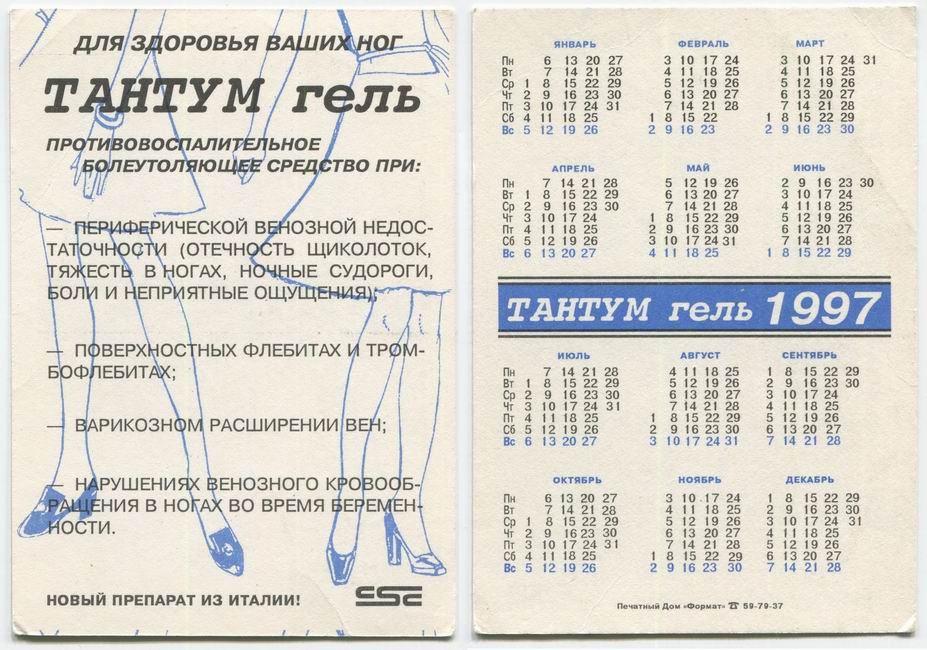 ДЛЯ ЗДОРОВЬЯ ВАШИХ НОГ
ТАНТУМ гель
ПРОТИВОВОСПАЛИТЕЛЬНОЕ
БОЛЕУТОЛЯЮЩЕЕ СРЕДСТВО ПРИ:
— ПЕРИФЕРИЧЕСКОЙ ВЕНОЗНОЙ НЕДОС-
ТАТОЧНОСТИ (ОТЕЧНОСТЬ ЩИКОЛОТОК,
ТЯЖЕСТЬ В НОГАХ, НОЧНЫЕ СУДОРОГИ,
БОЛИ И НЕПРИЯТНЫЕ ОЩУЩЕНИЯ);
— ПОВЕРХНОСТНЫХ ФЛЕБИТАХ И ТРОМ-
БОФЛЕБИТАХ;
— ВАРИКОЗНОМ РАСШИРЕНИИ ВЕН;
— НАРУШЕНИЯХ ВЕНОЗНОГО КРОВООБ-
РАЩЕНИЯ В НОГАХ ВО ВРЕМЯ БЕРЕМЕН-
НОСТИ.
НОВЫЙ ПРЕПАРАТ ИЗ ИТАЛИИ!
ЯНВАРЬ ФЕВРАЛЬ МАРТ
Пн 6 13 20 27 3 10 17 24 3 10 17 24 31
Вт 7 14 21 28 4 11 18 25 4 11 18 25
Ср 1 8 15 22 29 5 12 19 26 5 12 19 26
Чт 2 9 16 23 30 6 13 20 27 6 13 20 27
Пт 3 10 17 24 31 7 14 21 28 7 14 21 28
Сб 4 11 18 25 1 8 15 22 1 8 15 22 29
Вс 5 12 19 26 2 9 16 23 2 9 16 23 30
АПРЕЛЬ МАЙ ИЮНЬ
Пн 7 14 21 28 5 12 19 26 2 9 16 23 30
Вт 1 8 15 22 29 6 13 20 27 3 10 17 24
Ср 2 9 16 23 30 7 14 21 28 4 11 18 25
Чт 3 10 17 24 1 8 15 22 29 5 12 19 26
Пт 4 11 18 25 2 9 16 23 30 6 13 20 27
Сб 5 12 19 26 3 10 17 24 31 7 14 21 28
Вс 6 13 20 27 4 11 18 25 1 8 15 22 29
ТАНТУМ гель 1997
ИЮЛЬ АВГУСТ СЕНТЯБРЬ
Пн 7 14 21 28 4 11 18 25 1 8 15 22 29
Вт 1 8 15 22 29 5 12 19 26 2 9 16 23 30
Ср 2 9 16 23 30 6 13 20 27 3 10 17 24
Чт 3 10 17 24 31 7 14 21 28 4 11 18 25
Пт 4 11 18 25 1 8 15 22 29 5 12 19 26
Сб 5 12 19 26 2 9 16 23 30 6 13 20 27
Вс 6 13 20 27 3 10 17 24 31 7 14 21 28
ОКТЯБРЬ НОЯБРЬ ДЕКАБРЬ
Пн 6 13 20 27 3 10 17 24 1 8 15 22 29
Вт 7 14 21 28 4 11 18 25 2 9 16 23 30
Ср 1 8 15 22 29 5 12 19 26 3 10 17 24 31
Чт 2 9 16 23 30 6 13 20 27 4 11 18 25
Пт 3 10 17 24 31 7 14 21 28 5 12 19 26
Сб 4 11 18 25 1 8 15 22 29 6 13 20 27
Вс 5 12 19 26 2 9 16 23 30 7 14 21 28
Печатный Дом «Формат» ☎ 59-79-37